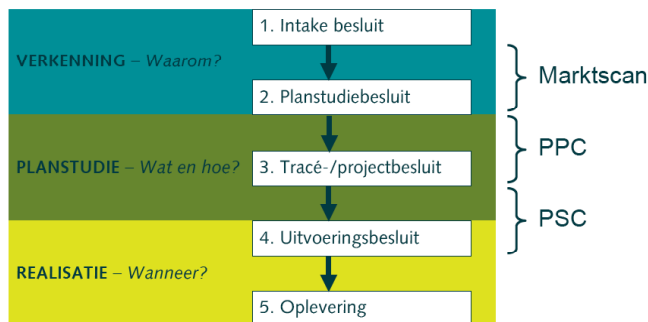 1. Intake besluit
VERKENNING – Waarom?
Marktscan
2. Planstudiebesluit
PPC
PLANSTUDIE – Wat en hoe?
3. Tracé-/projectbesluit
PSC
4. Uitvoeringsbesluit
REALISATIE – Wanneer?
5. Oplevering